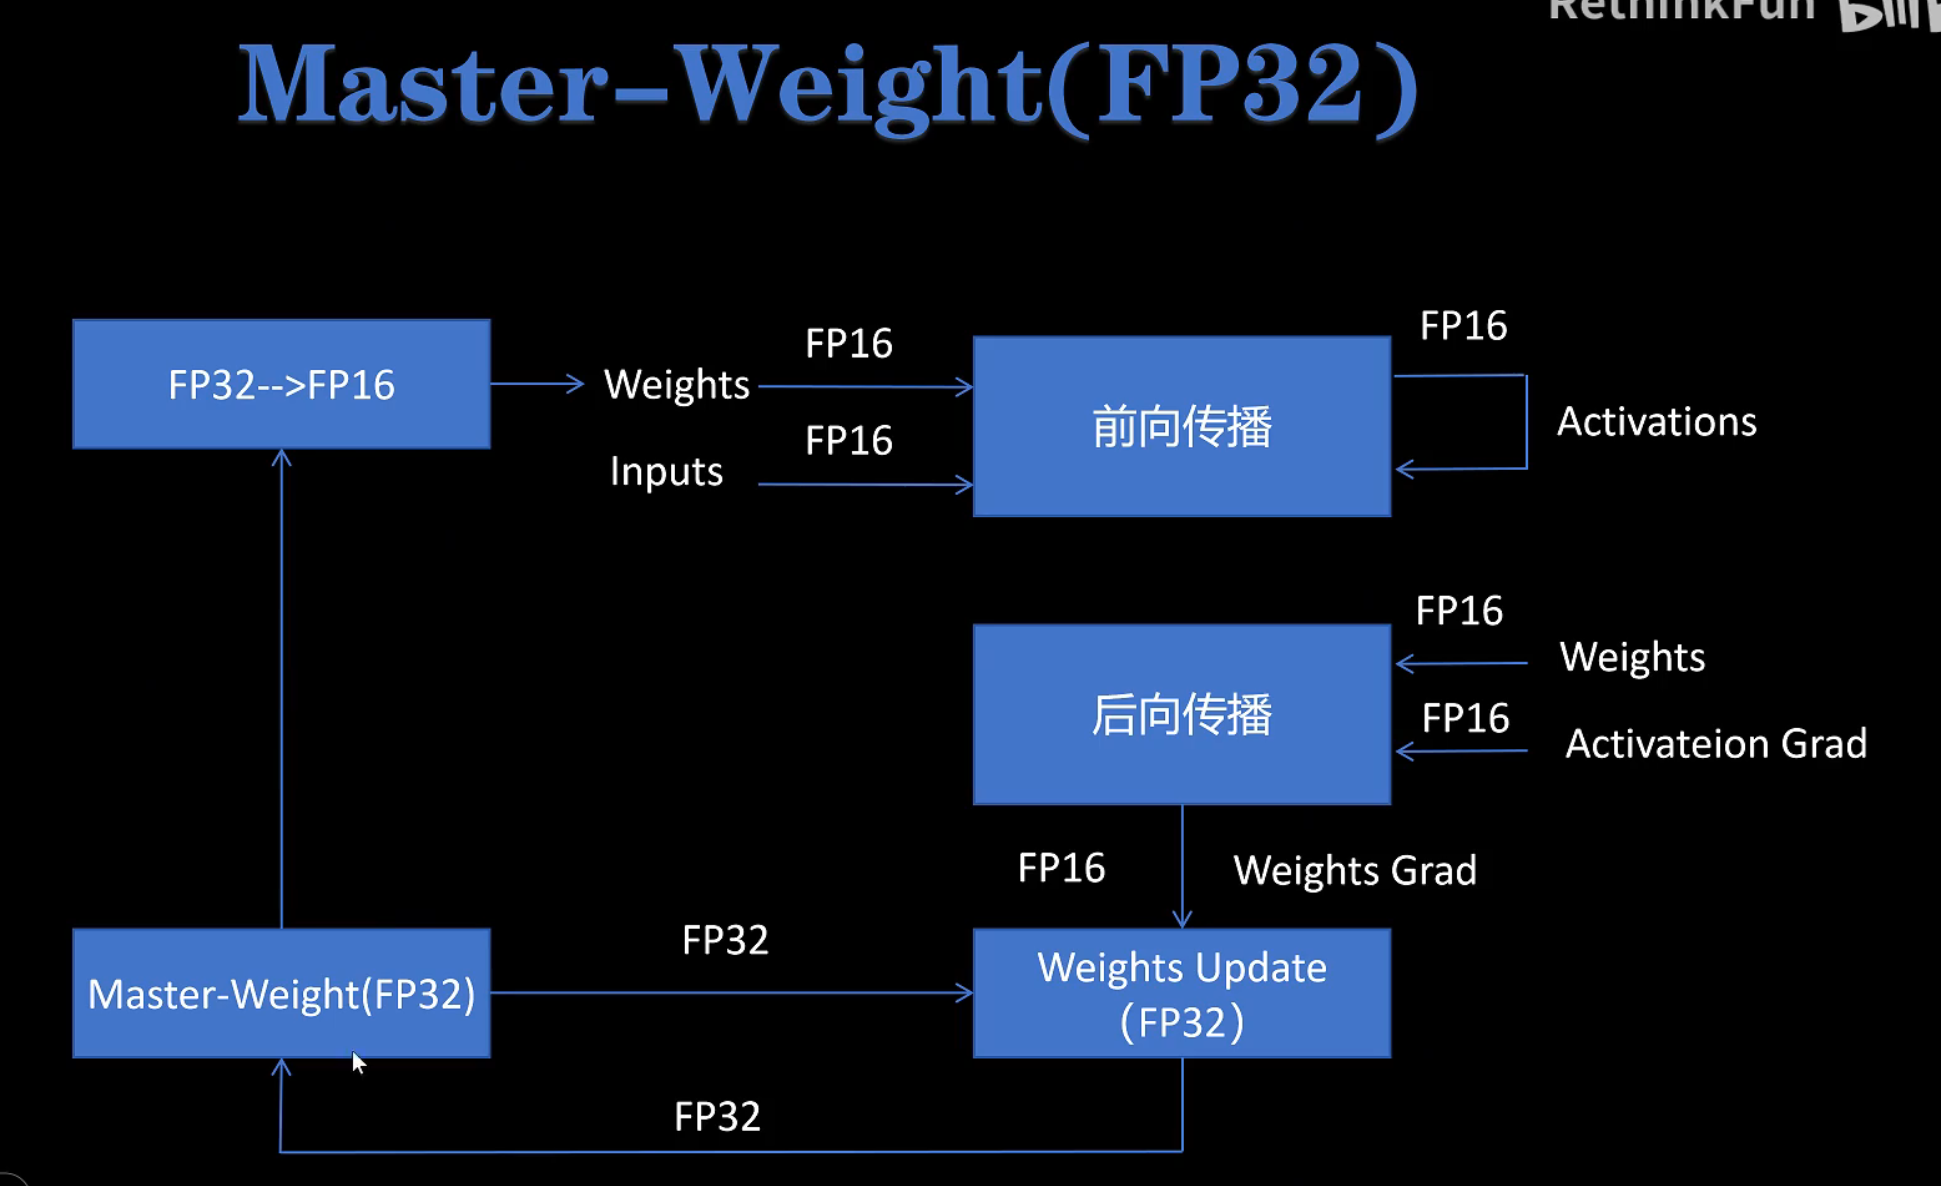 RethinkFun
Master-Weight(FP32)
FP32-->FP16
Weights
FP16
Inputs
FP16
前向传播
FP16
Activations
后向传播
FP16
Weights
FP16
Activateion Grad
FP16
Weights Grad
Master-Weight(FP32)
FP32
Weights Update
(FP32)
FP32